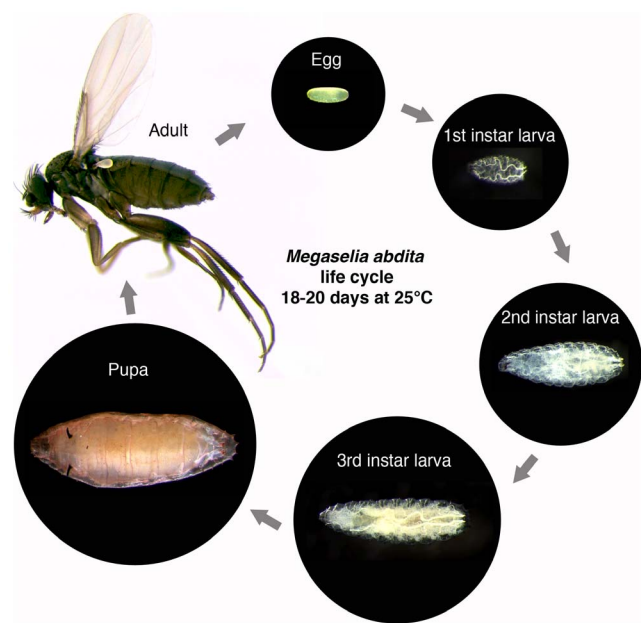 Egg
Adult
1st instar larva
Megaselia abdita
life cycle
18-20 days at 25°C
2nd instar larva
Pupa
3rd instar larva